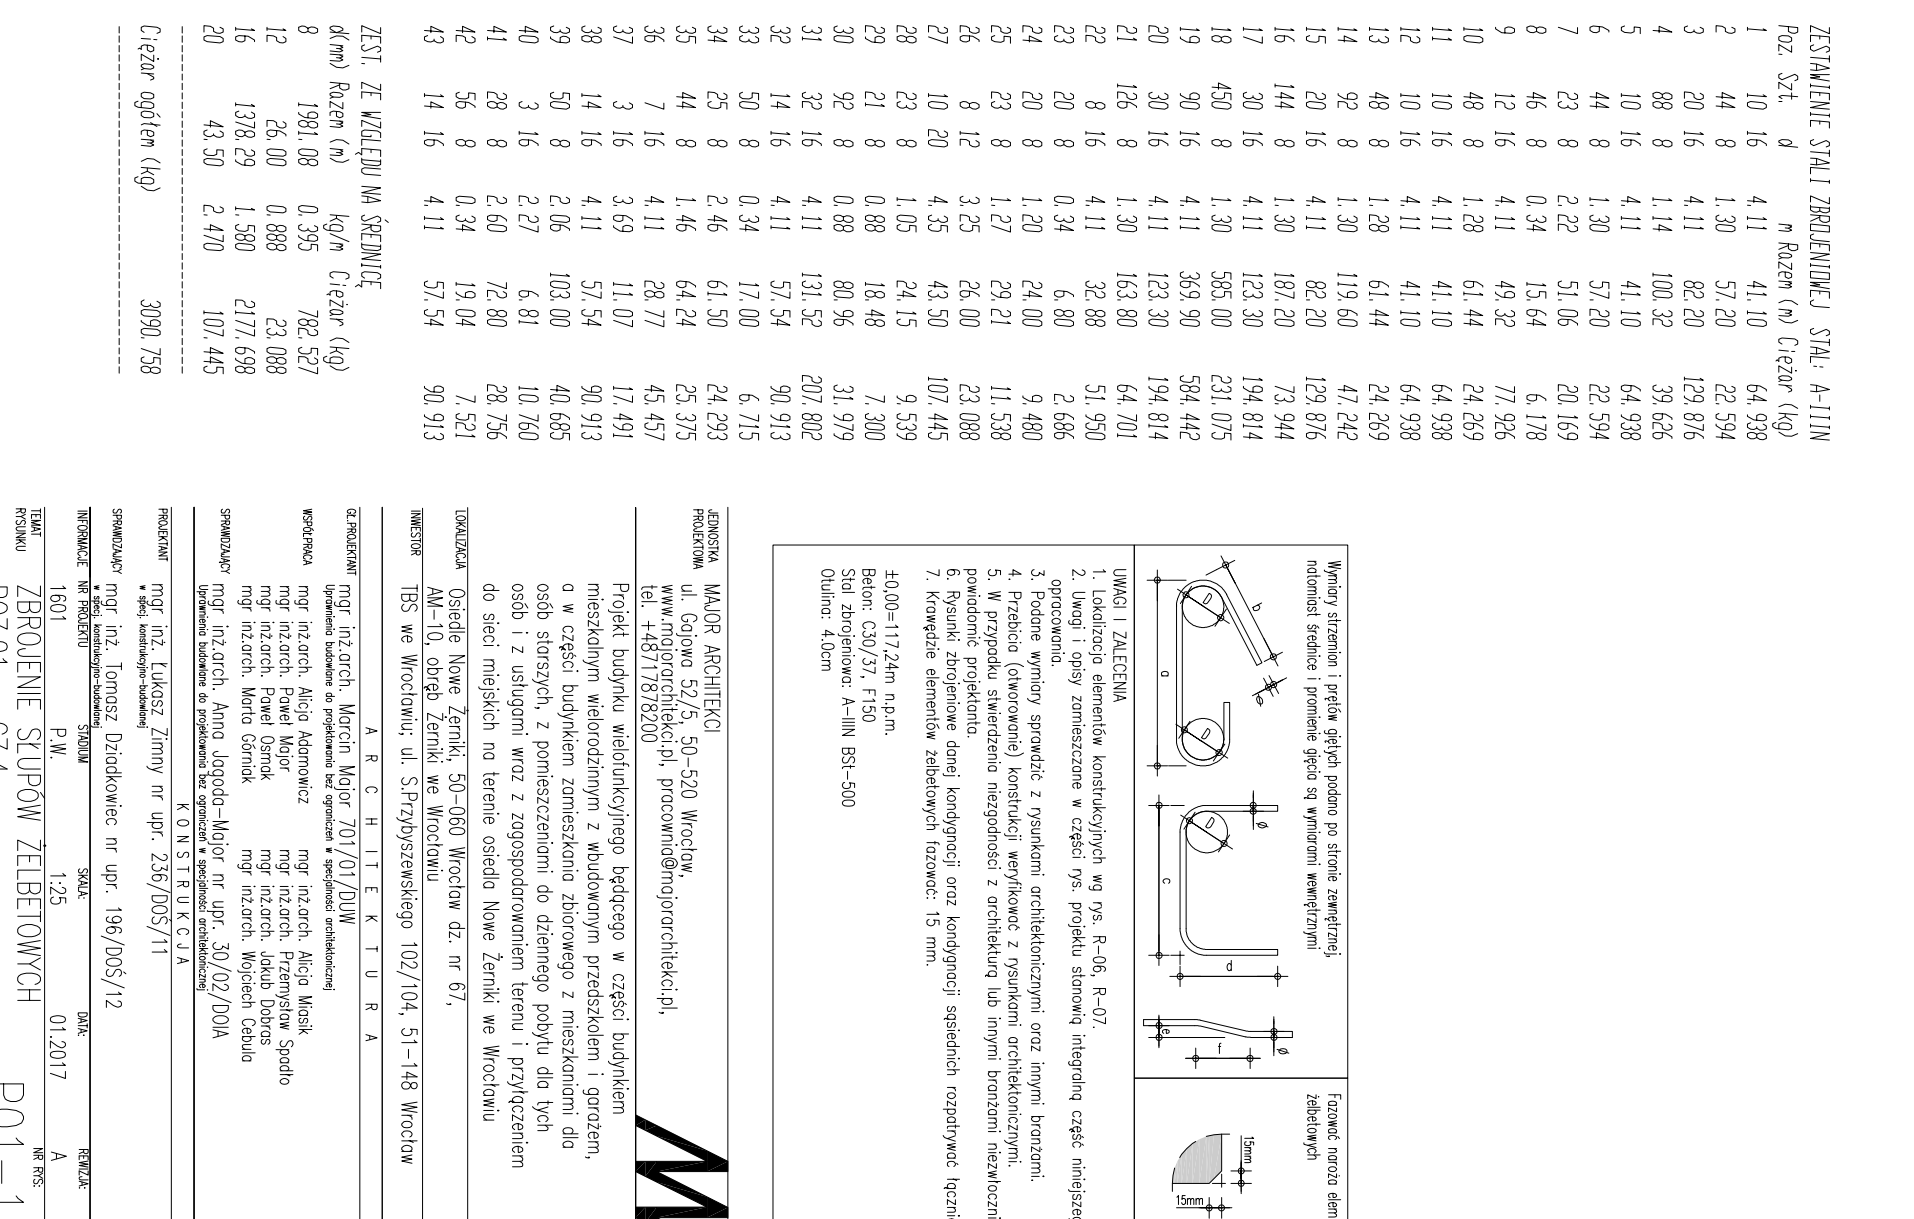 ZESTAWIENIE STALI ZBROJENIOWEJ STAL: A-IIIN
Poz. Szt. d m Razem (m) Ciężar (kg)
1 10 16 4.11 41.10 64.938
2 44 8 1.30 57.20 22.594
3 20 16 4.11 82.20 129.876
4 88 8 1.14 100.32 39.626
5 10 16 4.11 41.10 64.938
6 44 8 1.30 57.20 22.594
7 23 8 2.22 51.06 20.169
8 46 8 0.34 15.64 6.178
9 12 16 4.11 49.32 77.926
10 48 8 1.28 61.44 24.269
11 10 16 4.11 41.10 64.938
12 10 16 4.11 41.10 64.938
13 48 8 1.28 61.44 24.269
14 92 8 1.30 119.60 47.242
15 20 16 4.11 82.20 129.876
16 144 8 1.30 187.20 73.944
17 30 16 4.11 123.30 194.814
18 450 8 1.30 585.00 231.075
19 90 16 4.11 369.90 584.442
20 30 16 4.11 123.30 194.814
21 126 8 1.30 163.80 64.701
22 8 16 4.11 32.88 51.950
23 20 8 0.34 6.80 2.686
24 20 8 1.20 24.00 9.480
25 23 8 1.27 29.21 11.538
26 8 12 3.25 26.00 23.088
27 10 20 4.35 43.50 107.445
28 23 8 1.05 24.15 9.539
29 21 8 0.88 18.48 7.300
30 92 8 0.88 80.96 31.979
31 32 16 4.11 131.52 207.802
32 14 16 4.11 57.54 90.913
33 50 8 0.34 17.00 6.715
34 25 8 2.46 61.50 24.293
35 44 8 1.46 64.24 25.375
36 7 16 4.11 28.77 45.457
37 3 16 3.69 11.07 17.491
38 14 16 4.11 57.54 90.913
39 50 8 2.06 103.00 40.685
40 3 16 2.27 6.81 10.760
41 28 8 2.60 72.80 28.756
42 56 8 0.34 19.04 7.521
43 14 16 4.11 57.54 90.913
ZEST. ZE WZGLĘDU NA ŚREDNICĘ
d(mm) Razem (m) kg/m Ciężar (kg)
8 1981.08 0.395 782.527
12 26.00 0.888 23.088
16 1378.29 1.580 2177.698
20 43.50 2.470 107.445
Ciężar ogółem (kg) 3090.758
Wymiary strzemion i prętów giętych podano po stronie zewnętrznej,
natomiast średnice i promienie gięcia są wymiarami wewnętrznymi
b
Ø
D
D
a
Ø
D
c
d
Ø
e
f
Fazować naroża elem
żelbetowych
15mm
15mm
UWAGI I ZALECENIA
1. Lokalizacja elementów konstrukcyjnych wg rys. R-06, R-07.
2. Uwagi i opisy zamieszczone w części rys. projektu stanowią integralną część niniejszeg
opracowania.
3. Podane wymiary sprawdzić z rysunkami architektonicznymi oraz innymi branżami.
4. Przebicia (otworowanie) konstrukcji weryfikować z rysunkami architektonicznymi.
5. W przypadku stwierdzenia niezgodności z architekturą lub innymi branżami niezwłoczni
powiadomić projektanta.
6. Rysunki zbrojeniowe danej kondygnacji oraz kondygnacji sąsiednich rozpatrywać łączni
7. Krawędzie elementów żelbetowych fazować: 15 mm.
±0,00=117,24m n.p.m.
Beton: C30/37, F150
Stal zbrojeniowa: A-IIIN BSt-500
Otulina: 4.0cm
JEDNOSTKA
PROJEKTOWA
MAJOR ARCHITEKCI
ul. Gajowa 52/5, 50-520 Wrocław,
www.majorarchitekci.pl, pracownia@majorarchitekci.pl,
tel. +48717878200
Projekt budynku wielofunkcyjnego będącego w części budynkiem
mieszkalnym wielorodzinnym z wbudowanym przedszkolem i garażem,
a w części budynkiem zamieszkania zbiorowego z mieszkaniami dla
osób starszych, z pomieszczeniami do dziennego pobytu dla tych
osób i z usługami wraz z zagospodarowaniem terenu i przyłączeniem
do sieci miejskich na terenie osiedla Nowe Żerniki we Wrocławiu
LOKALIZACJA Osiedle Nowe Żerniki, 50-060 Wrocław dz. nr 67,
AM-10, obręb Żerniki we Wrocławiu
INWESTOR TBS we Wrocławiu; ul. S.Przybyszewskiego 102/104, 51-148 Wrocław
A R C H I T E K T U R A
GŁ.PROJEKTANT mgr inż.arch. Marcin Major 701/01/DUW
Uprawnienia budowlane do projektowania bez ograniczeń w specjalności architektonicznej
WSPÓŁPRACA mgr inż.arch. Alicja Adamowicz mgr inż.arch. Alicja Miasik
mgr inż.arch. Paweł Major mgr inż.arch. Przemysław Spadło
mgr inż.arch. Paweł Osmak mgr inż.arch. Jakub Dobras
mgr inż.arch. Marta Górniak mgr inż.arch. Wojciech Cebula
SPRAWDZAJĄCY mgr inż.arch. Anna Jagoda-Major nr upr. 30/02/DOIA
Uprawnienia budowlane do projektowania bez ograniczeń w specjalności architektonicznej
K O N S T R U K C J A
PROJEKTANT mgr inż. Łukasz Zimny nr upr. 236/DOŚ/11
w specj. konstrukcyjno-budowlanej
SPRAWDZAJĄCY mgr inż. Tomasz Dziadkowiec nr upr. 196/DOŚ/12
w specj. konstrukcyjno-budowlanej
INFORMACJE NR PROJEKTU STADIUM SKALA: DATA: REWIZJA:
1601 P.W. 1:25 01.2017 A
TEMAT
RYSUNKU
ZBROJENIE SŁUPÓW ŻELBETOWYCH
NR RYS: